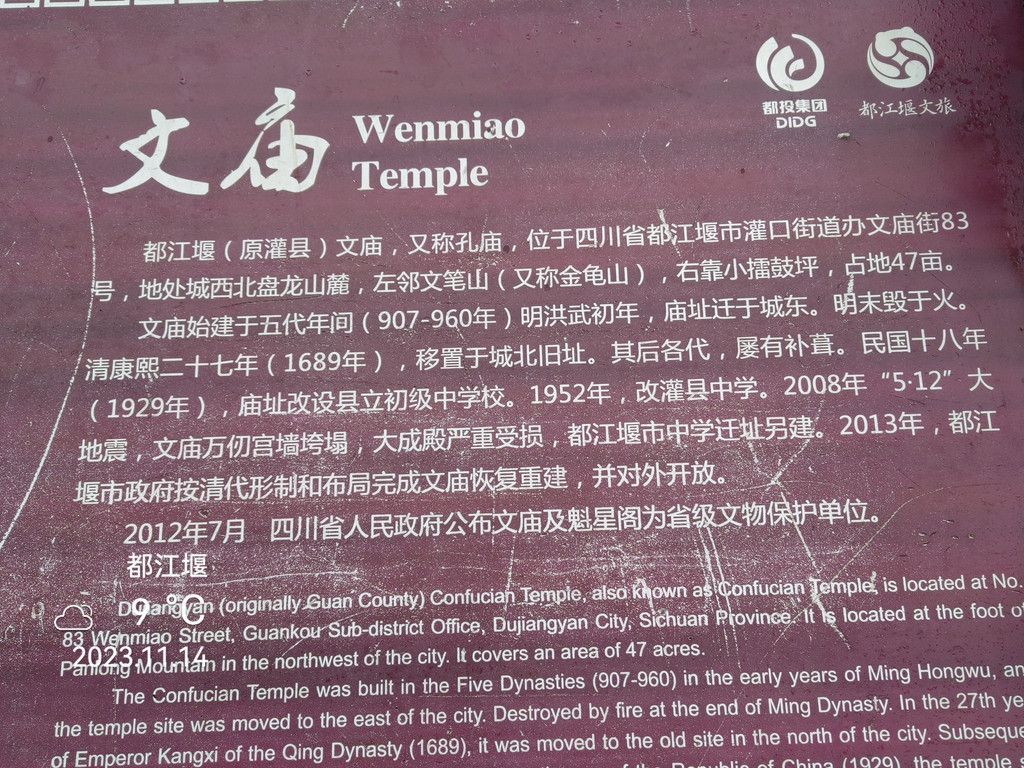 都投集团
DIDG
都江堰文旅
文庙
Wenmiao
Temple
都江堰（原灌县）文庙，又称孔庙，位于四川省都江堰市灌口街道办文庙街83
号，地处城西北盘龙山麓，左邻文笔山（又称金龟山），右靠小擂鼓坪，占地47亩。
文庙始建于五代年间（907-960年）明洪武初年，庙址迁于城东。明末毁于火。
清康熙二十七年（1689年），移置于城北旧址。其后各代，屡有补葺。民国十八年
（1929年），庙址改设县立初级中学校。1952年，改灌县中学。2008年“5·12”大
地震，文庙万仞宫墙垮塌，大成殿严重受损，都江堰市中学迁址另建。2013年，都江
堰市政府按清代形制和布局完成文庙恢复重建，并对外开放。
2012年7月 四川省人民政府公布文庙及魁星阁为省级文物保护单位。
都江堰
9 ℃
2023.11.14
Dujiangyan (originally Guan County) Confucian Temple, also known as Confucian Temple, is located at No.
83 Wenmiao Street, Guankou Sub-district Office, Dujiangyan City, Sichuan Province. It is located at the foot of
Panlong Mountain in the northwest of the city. It covers an area of 47 acres.
The Confucian Temple was built in the Five Dynasties (907-960) in the early years of Ming Hongwu, an
the temple site was moved to the east of the city. Destroyed by fire at the end of Ming Dynasty. In the 27th ye
of Emperor Kangxi of the Qing Dynasty (1689), it was moved to the old site in the north of the city. Subseque
of the Republic of China (1929), the temple s